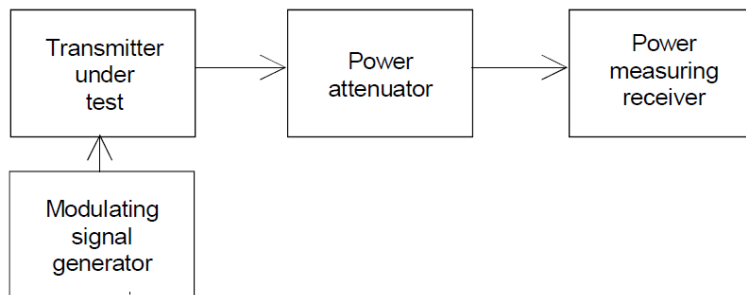 Transmitter
under
test
Power
attenuator
Power
measuring
receiver
Modulating
signal
generator